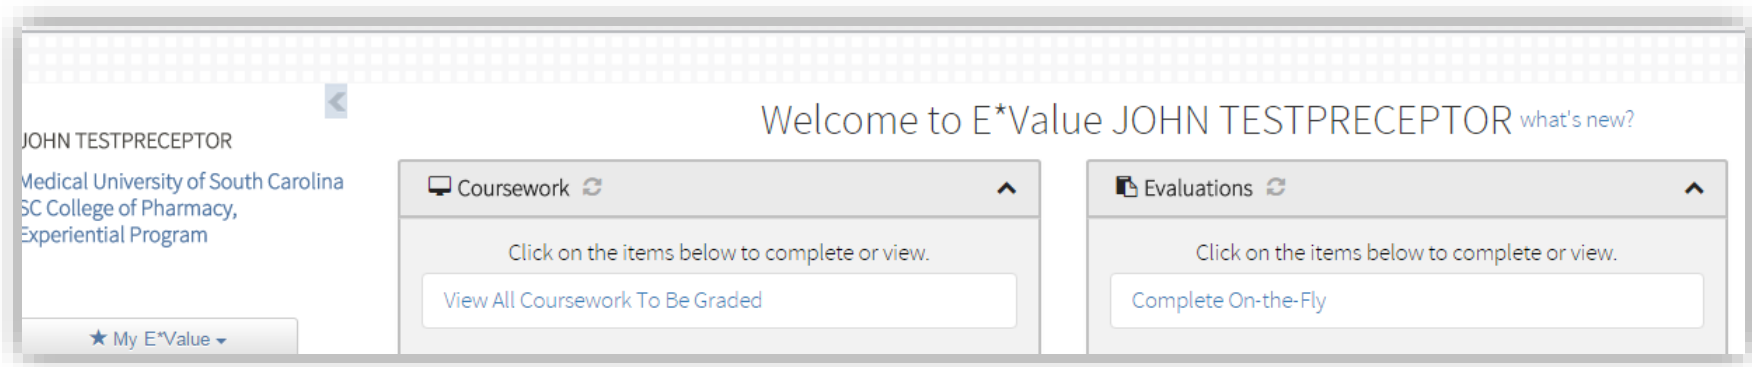 Welcome to E*Value JOHN TESTPRECEPTOR what's new?
JOHN TESTPRECEPTOR
Medical University of South Carolina
SC College of Pharmacy,
Experiential Program
My E*Value
Coursework
Click on the items below to complete or view.
View All Coursework To Be Graded
Evaluations
Click on the items below to complete or view.
Complete On-the-Fly